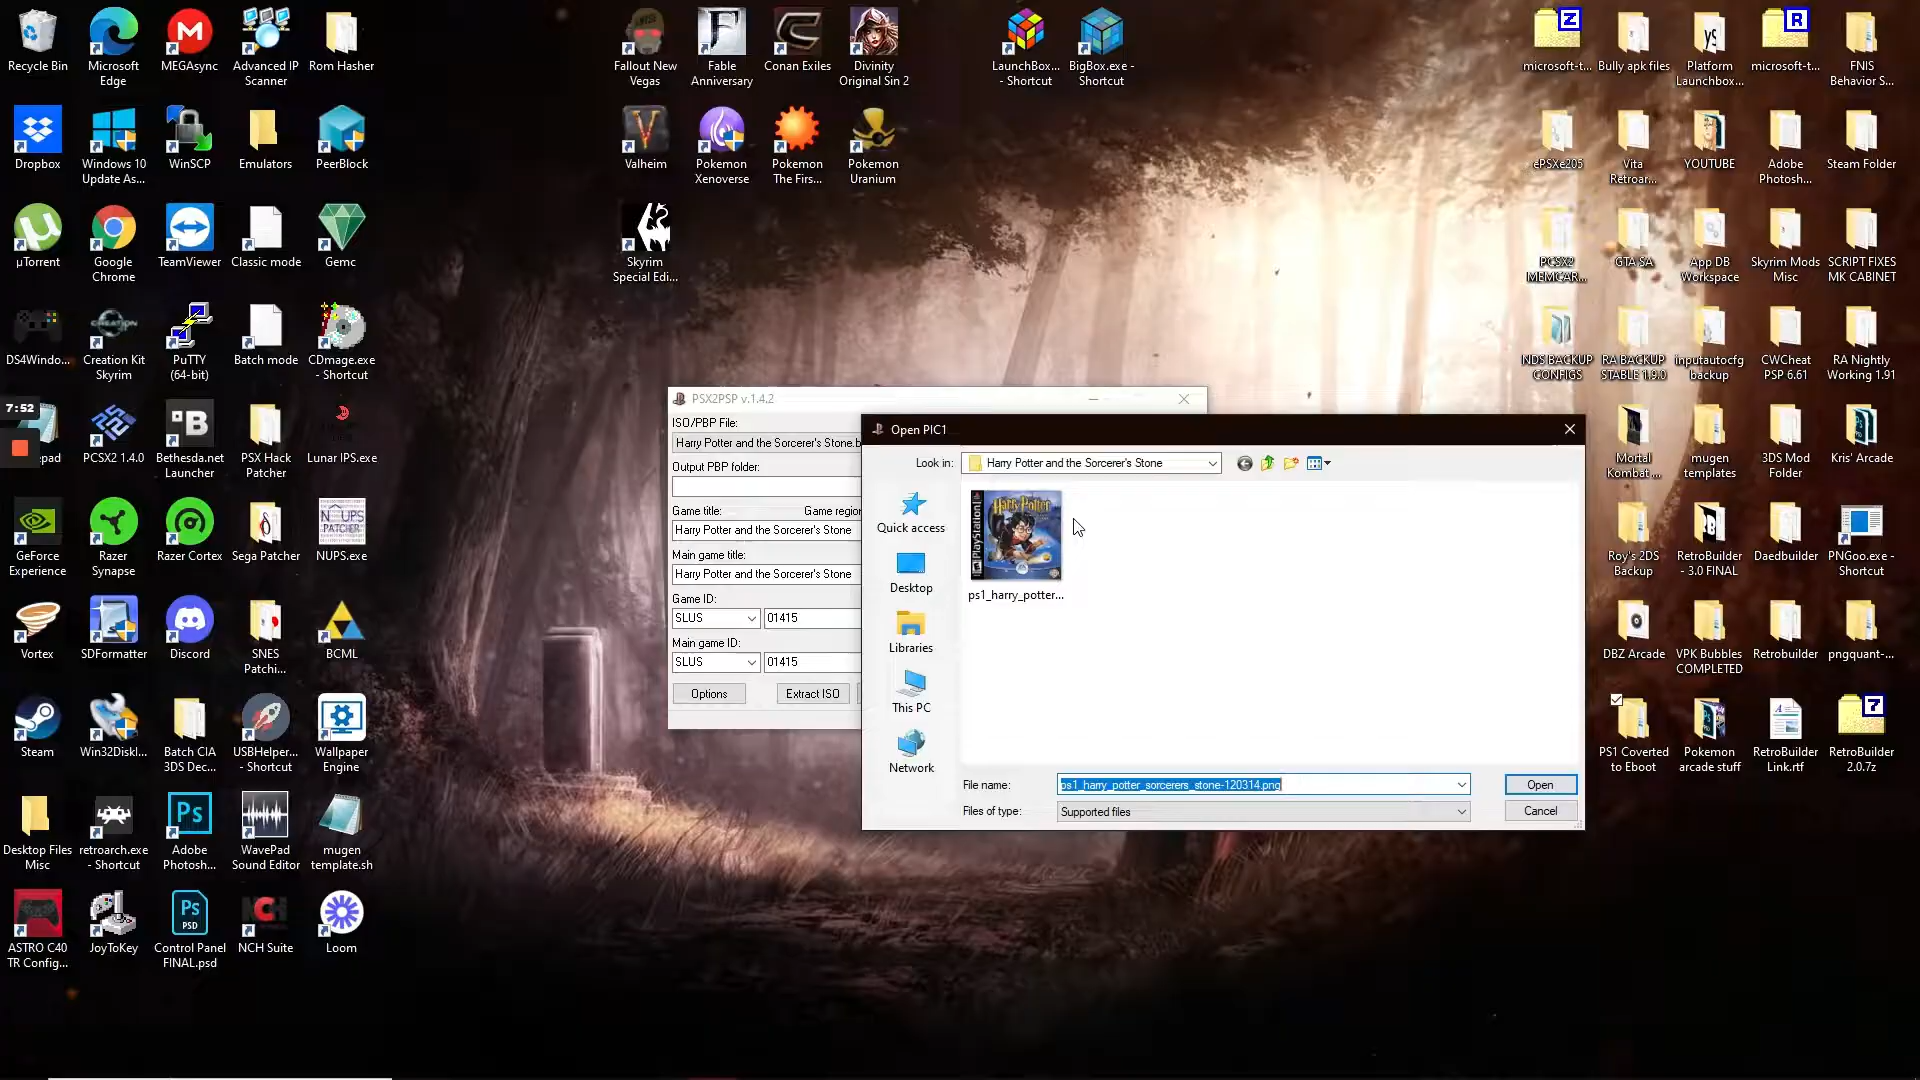 Recycle Bin
Microsoft
Edge
MEGAsync
Advanced IP
Scanner
Rom Hasher
Dropbox
Windows 10
Update As...
WinSCP
Emulators
PeerBlock
µTorrent
Google
Chrome
TeamViewer
Classic mode
Gemc
DS4Windo...
Creation Kit
Skyrim
PuTTY
(64-bit)
Batch mode
CDmage.exe
- Shortcut
7:52
epad
PCSX2 1.4.0
Bethesda.net
Launcher
PSX Hack
Patcher
Lunar IPS.exe
GeForce
Experience
Razer
Synapse
Razer Cortex
Sega Patcher
NUPS
PATCHER
NUPS.exe
Vortex
SDFormatter
Discord
SNES
Patchi...
BCML
Steam
Win32DiskI...
Batch CIA
3DS Dec...
USBHelper...
- Shortcut
Wallpaper
Engine
Desktop Files
Misc
retroarch.exe
- Shortcut
Adobe
Photosh...
WavePad
Sound Editor
mugen
template.sh
ASTRO C40
TR Config...
JoyToKey
Control Panel
FINAL.psd
NCH Suite
Loom
Fallout New
Vegas
Fable
Anniversary
Conan Exiles
Divinity
Original Sin 2
Valheim
Pokemon
Xenoverse
Pokemon
The Firs...
Pokemon
Uranium
Skyrim
Special Edi...
LaunchBox...
- Shortcut
BigBox.exe -
Shortcut
microsoft-t...
Bully apk files
Platform
Launchbox...
microsoft-t...
FNIS
Behavior S...
ePSXe205
Vita
Retroar...
YOUTUBE
Adobe
Photosh...
Steam Folder
PCSX2
MEMCAR...
GTA SA
App DB
Workspace
Skyrim Mods
Misc
SCRIPT FIXES
MK CABINET
NDS BACKUP
CONFIGS
RA BACKUP
STABLE 1.9.0
inputautocfg
backup
CWCheat
PSP 6.61
RA Nightly
Working 1.91
Mortal
Kombat ...
mugen
templates
3DS Mod
Folder
Kris' Arcade
Roy's 2DS
Backup
RetroBuilder
- 3.0 FINAL
Daedbuilder
PNGoo.exe -
Shortcut
DBZ Arcade
VPK Bubbles
COMPLETED
Retrobuilder
pngquant-...
PS1 Coverted
to Eboot
Pokemon
arcade stuff
RetroBuilder
Link.rtf
RetroBuilder
2.0.7z
PSX2PSP v.1.4.2
ISO/PBP File:
Harry Potter and the Sorcerer's Stone.b
Output PBP folder:
Game title:
Game region
Harry Potter and the Sorcerer's Stone
Main game title:
Harry Potter and the Sorcerer's Stone
Game ID:
SLUS
01415
Main game ID:
SLUS
01415
Options
Extract ISO
Open PIC1
Look in:
Harry Potter and the Sorcerer's Stone
Quick access
Desktop
Libraries
This PC
Network
PlayStation
Harry Potter
ps1_harry_potter...
File name:
ps1_harry_potter_sorcerers_stone-120314.png
Open
Files of type:
Supported files
Cancel